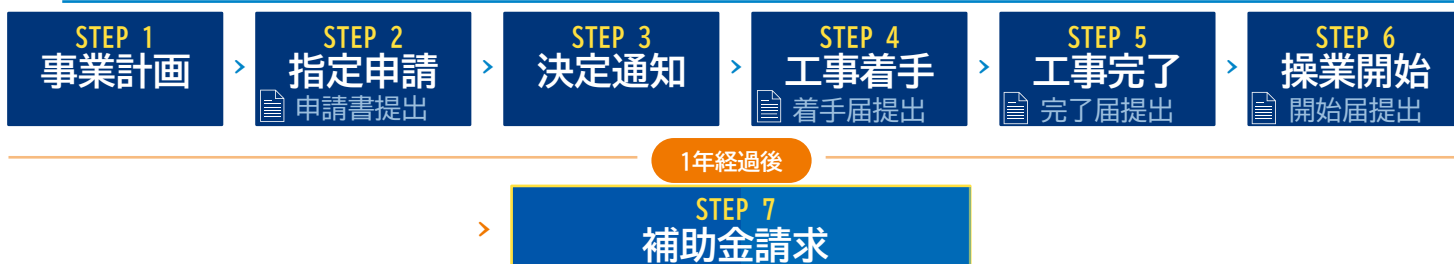 STEP 1
事業計画
STEP 2
指定申請
申請書提出
STEP 3
決定通知
STEP 4
工事着手
着手届提出
STEP 5
工事完了
完了届提出
STEP 6
操業開始
開始届提出
1年経過後
STEP 7
補助金請求